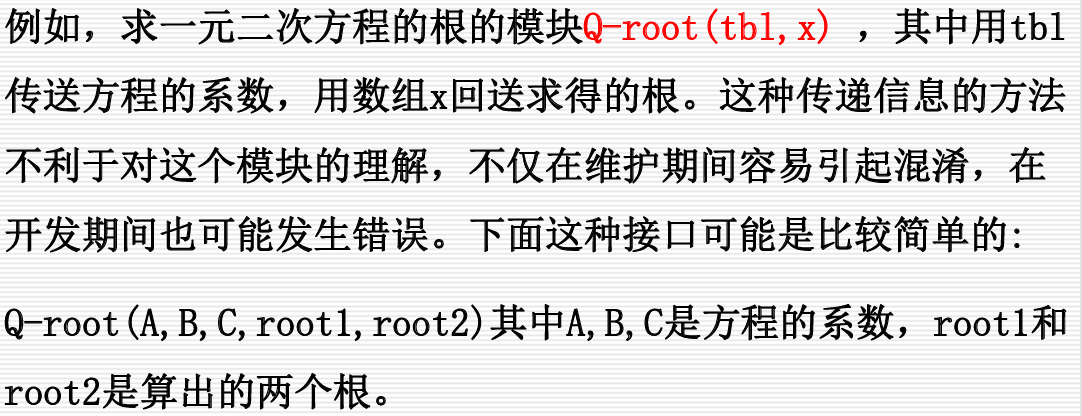 例如，求一元二次方程的根的模块Q-root(tbl,x) ，其中用tbl
传送方程的系数，用数组x回送求得的根。这种传递信息的方法
不利于对这个模块的理解，不仅在维护期间容易引起混淆，在
开发期间也可能发生错误。下面这种接口可能是比较简单的:
Q-root(A,B,C,root1,root2)其中A,B,C是方程的系数，root1和
root2是算出的两个根。